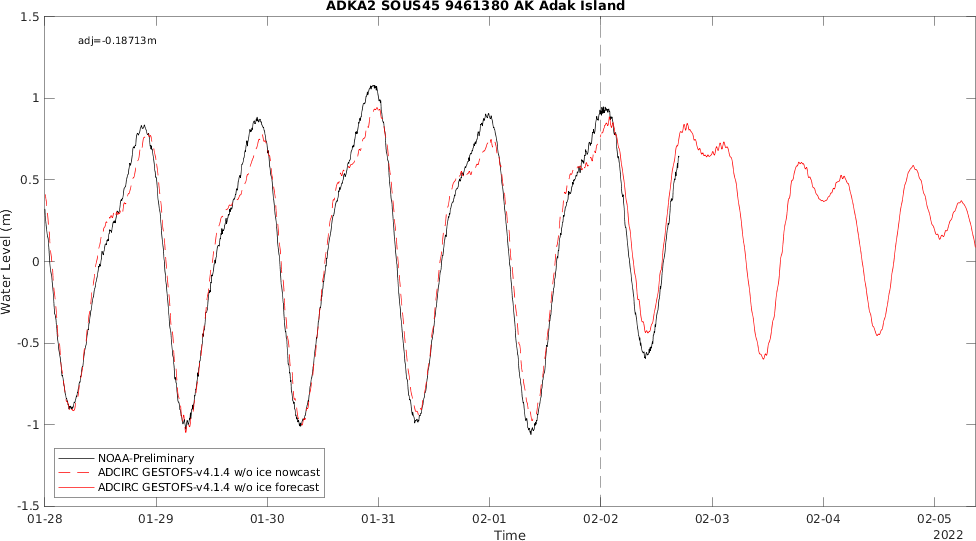 ADKA2 SOUS45 9461380 AK Adak Island
adj=-0.18713m
1.5
1
0.5
0
-0.5
-1
-1.5
Water Level (m)
NOAA-Preliminary
ADCIRC GESTOFS-v4.1.4 w/o ice nowcast
ADCIRC GESTOFS-v4.1.4 w/o ice forecast
01-28 01-29 01-30 01-31 02-01 02-02 02-03 02-04 02-05
Time
2022